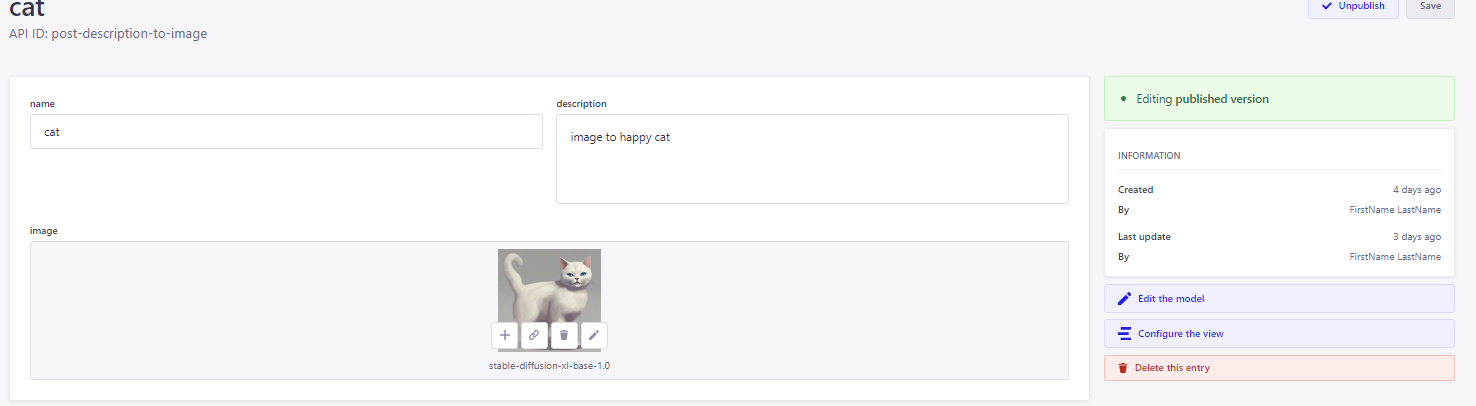 cat
Unpublish
Save
API ID: post-description-to-image
name
cat
description
image to happy cat
image
stable-diffusion-xl-base-1.0
Editing published version
INFORMATION
Created 4 days ago
By FirstName LastName
Last update 3 days ago
By FirstName LastName
Edit the model
Configure the view
Delete this entry